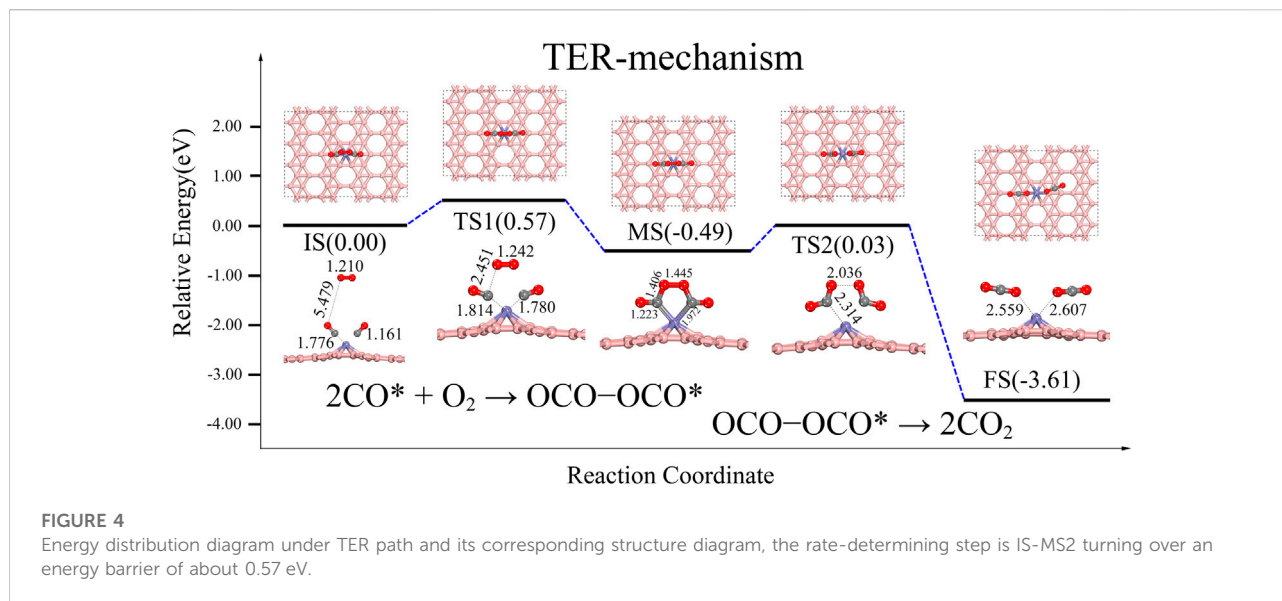 TER-mechanism
Relative Energy(eV)
2.00
1.00
0.00
-1.00
-2.00
-3.00
-4.00
IS(0.00)
TS1(0.57)
MS(-0.49)
TS2(0.03)
FS(-3.61)
1.210
5.479
1.776
1.161
2.451
1.242
1.814
1.780
1.406
1.445
1.223
1.972
2.036
2.314
2.559
2.607
2CO* + O₂ → OCO−OCO*
OCO−OCO* → 2CO₂
Reaction Coordinate
FIGURE 4
Energy distribution diagram under TER path and its corresponding structure diagram, the rate-determining step is IS-MS2 turning over an
energy barrier of about 0.57 eV.